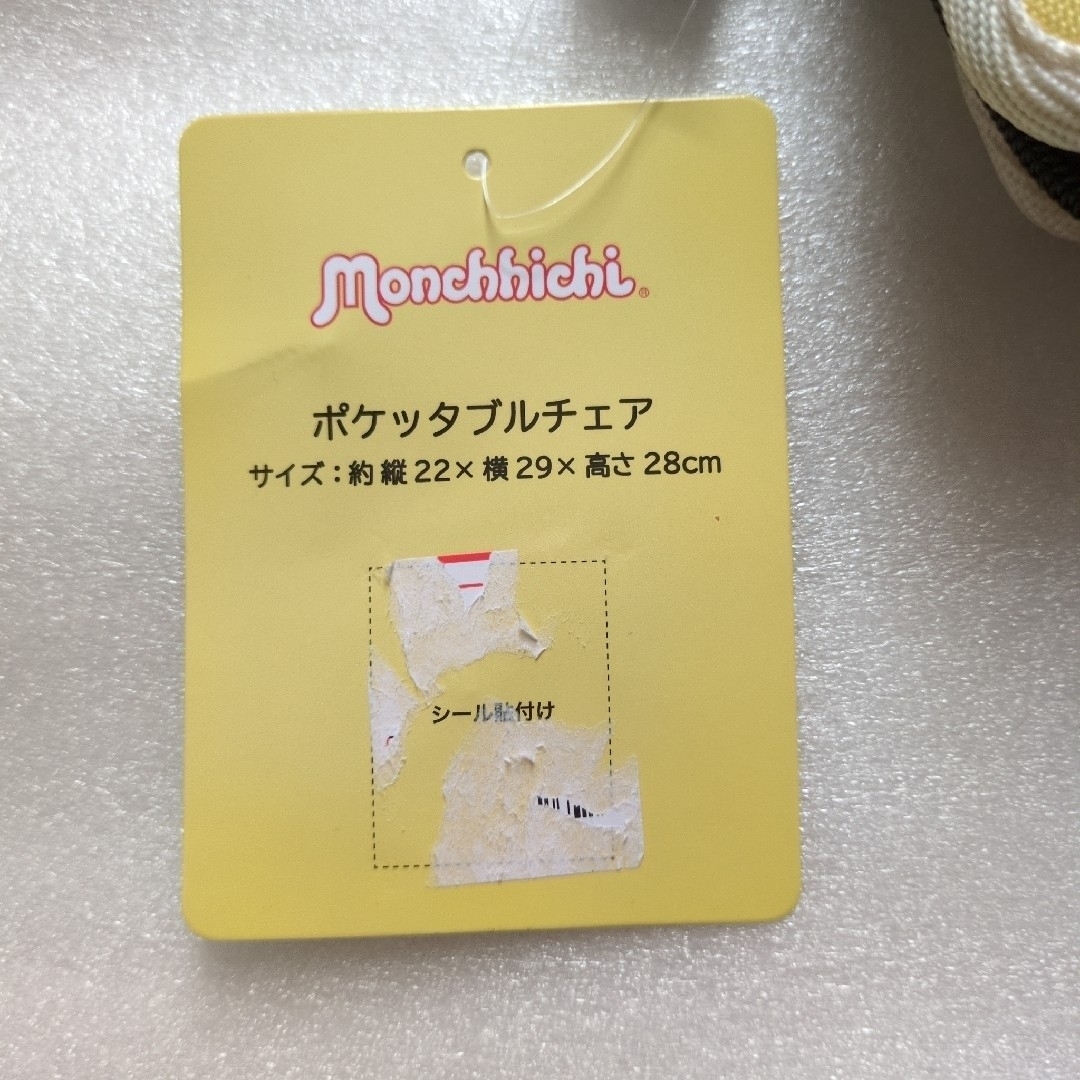 Monchhichi®
ポケッタブルチェア
サイズ：約 縦 22× 横 29× 高さ 28cm
シール貼付け